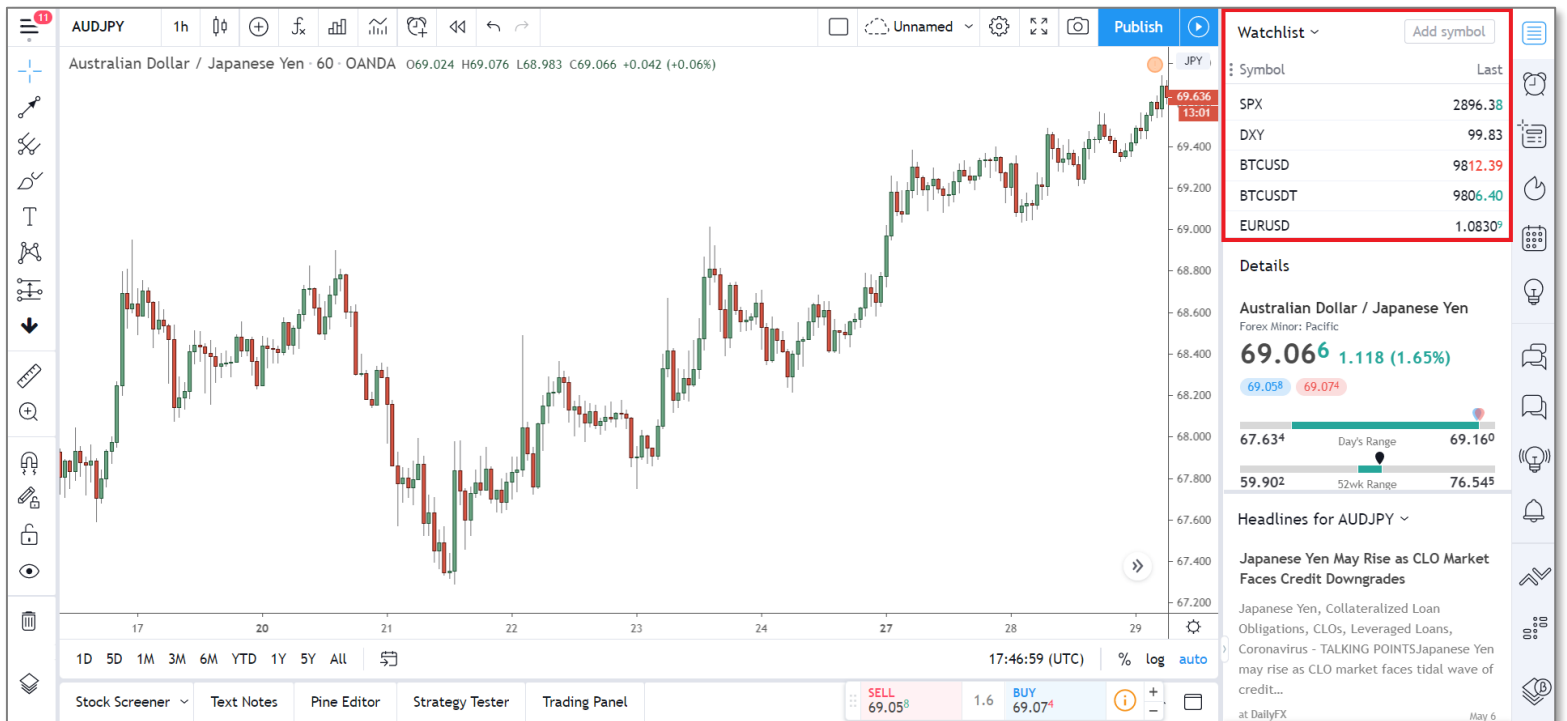 11
AUDJPY
1h
Unnamed
Publish
Australian Dollar / Japanese Yen · 60 · OANDA O69.024 H69.076 L68.983 C69.066 +0.042 (+0.06%)
JPY
69.636
13:01
69.400
69.200
69.000
68.800
68.600
68.400
68.200
68.000
67.800
67.600
67.400
67.200
17 20 21 22 23 24 27 28 29
1D 5D 1M 3M 6M YTD 1Y 5Y All
17:46:59 (UTC) % log auto
Stock Screener Text Notes Pine Editor Strategy Tester Trading Panel
SELL
69.058
1.6
BUY
69.074
Watchlist Add symbol
Symbol Last
SPX 2896.38
DXY 99.83
BTCUSD 9812.39
BTCUSDT 9806.40
EURUSD 1.08309
Details
Australian Dollar / Japanese Yen
Forex Minor: Pacific
69.066 1.118 (1.65%)
69.058 69.074
67.634 Day's Range 69.160
59.902 52wk Range 76.545
Headlines for AUDJPY
Japanese Yen May Rise as CLO Market
Faces Credit Downgrades
Japanese Yen, Collateralized Loan
Obligations, CLOs, Leveraged Loans,
Coronavirus - TALKING POINTSJapanese Yen
may rise as CLO market faces tidal wave of
credit...
at DailyFX May 6